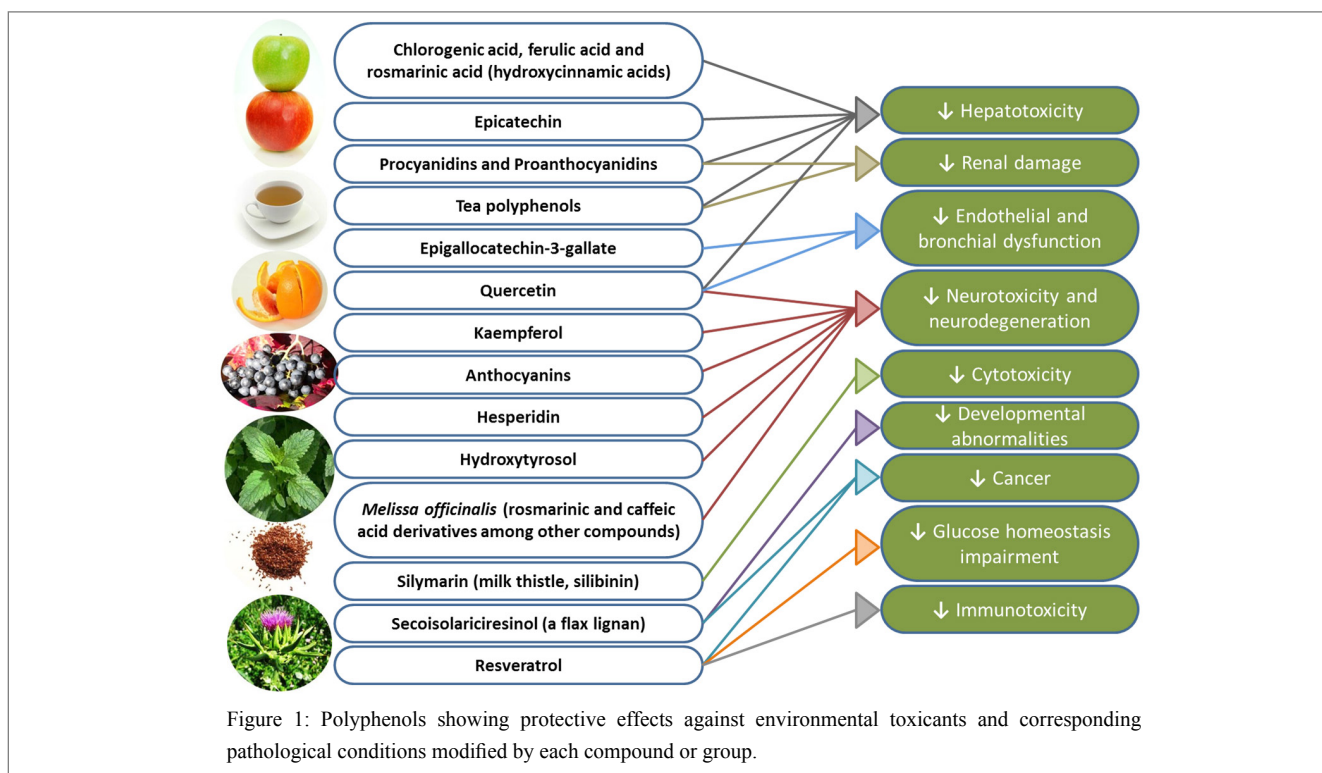 Chlorogenic acid, ferulic acid and
rosmarinic acid (hydroxycinnamic acids)
Epicatechin
Procyanidins and Proanthocyanidins
Tea polyphenols
Epigallocatechin-3-gallate
Quercetin
Kaempferol
Anthocyanins
Hesperidin
Hydroxytyrosol
Melissa officinalis (rosmarinic and caffeic
acid derivatives among other compounds)
Silymarin (milk thistle, silibinin)
Secoisolariciresinol (a flax lignan)
Resveratrol
↓ Hepatotoxicity
↓ Renal damage
↓ Endothelial and
bronchial dysfunction
↓ Neurotoxicity and
neurodegeneration
↓ Cytotoxicity
↓ Developmental
abnormalities
↓ Cancer
↓ Glucose homeostasis
impairment
↓ Immunotoxicity
Figure 1: Polyphenols showing protective effects against environmental toxicants and corresponding
pathological conditions modified by each compound or group.